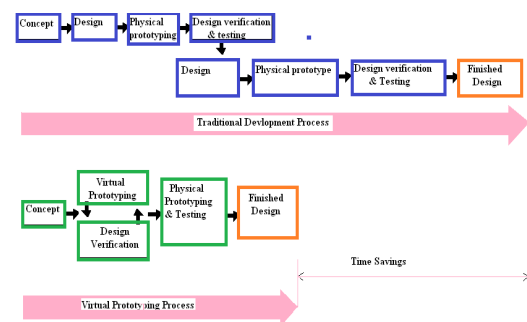 Concept
Design
Physical
prototyping
Design verification
& testing
Design
Physical prototype
Design verification
& Testing
Finished
Design
Traditional Devlopment Process
Concept
Virtual
Prototyping
Design
Verification
Physical
Prototyping
& Testing
Finished
Design
Time Savings
Virtual Prototyping Process